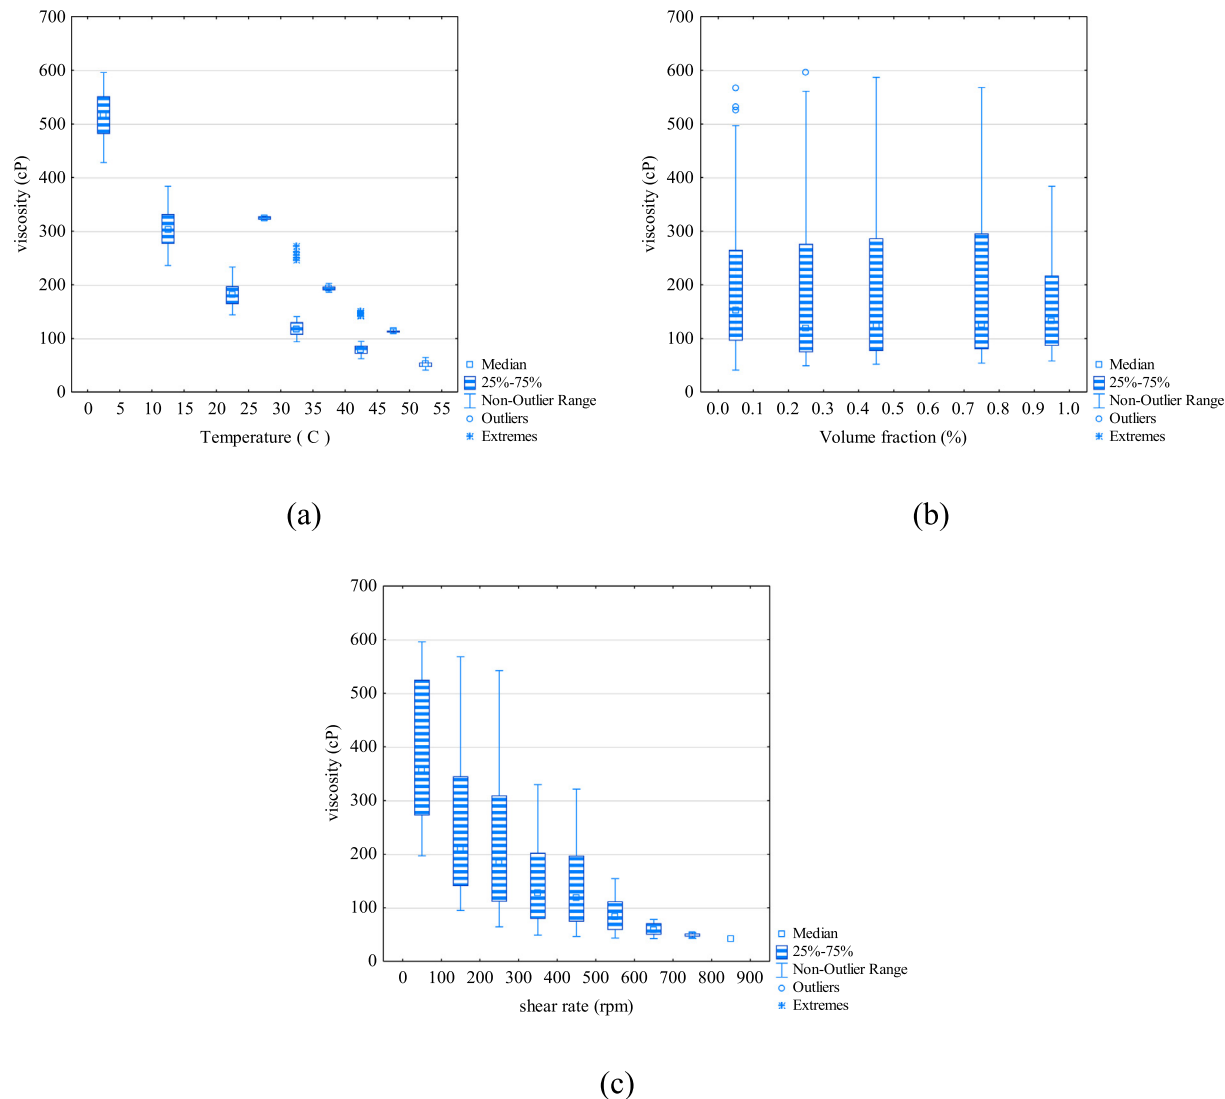 700
600
500
400
300
200
100
0
viscosity (cP)
0 5 10 15 20 25 30 35 40 45 50 55
Temperature ( C )
Median
25%-75%
Non-Outlier Range
Outliers
Extremes
(a)
700
600
500
400
300
200
100
0
viscosity (cP)
0.0 0.1 0.2 0.3 0.4 0.5 0.6 0.7 0.8 0.9 1.0
Volume fraction (%)
Median
25%-75%
Non-Outlier Range
Outliers
Extremes
(b)
700
600
500
400
300
200
100
0
viscosity (cP)
0 100 200 300 400 500 600 700 800 900
shear rate (rpm)
Median
25%-75%
Non-Outlier Range
Outliers
Extremes
(c)